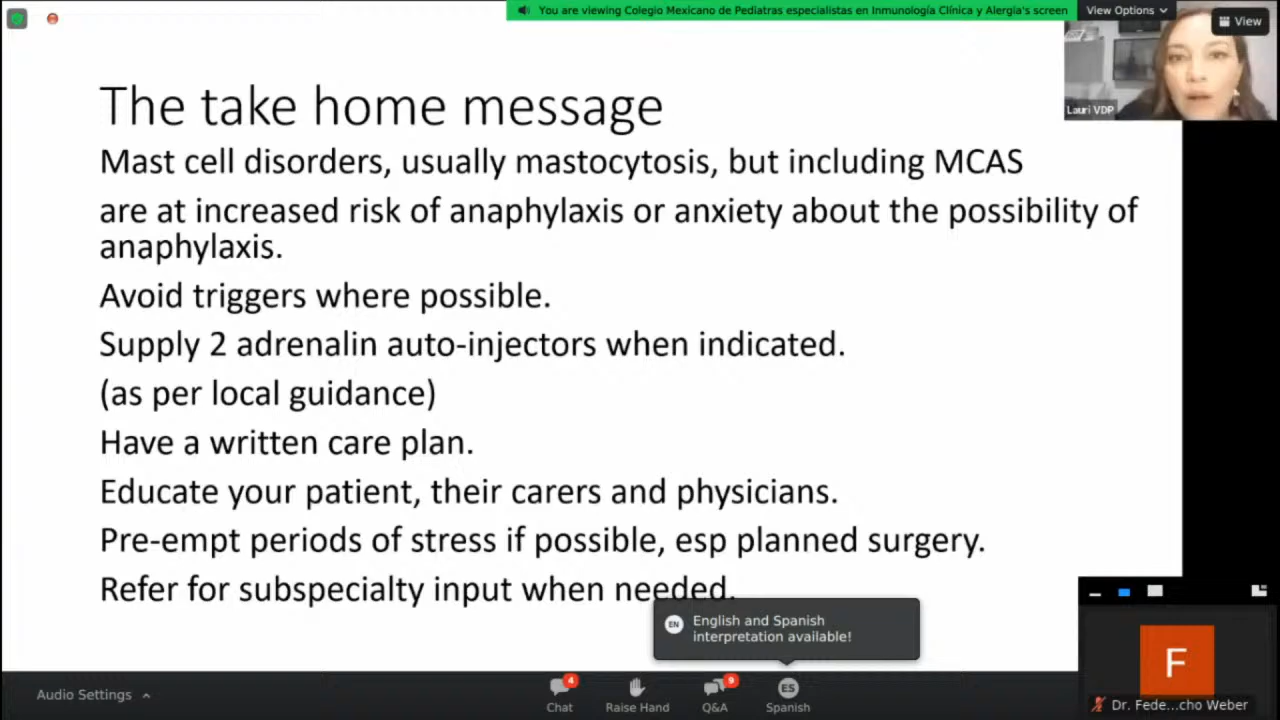 You are viewing Colegio Mexicano de Pediatras especialistas en Inmunología Clínica y Alergia's screen
View Options
View
Lauri VDP
The take home message
Mast cell disorders, usually mastocytosis, but including MCAS
are at increased risk of anaphylaxis or anxiety about the possibility of
anaphylaxis.
Avoid triggers where possible.
Supply 2 adrenalin auto-injectors when indicated.
(as per local guidance)
Have a written care plan.
Educate your patient, their carers and physicians.
Pre-empt periods of stress if possible, esp planned surgery.
Refer for subspecialty input when needed.
EN
English and Spanish
interpretation available!
F
Dr. Fede...cho Weber
Audio Settings
4
Chat
Raise Hand
9
Q&A
ES
Spanish